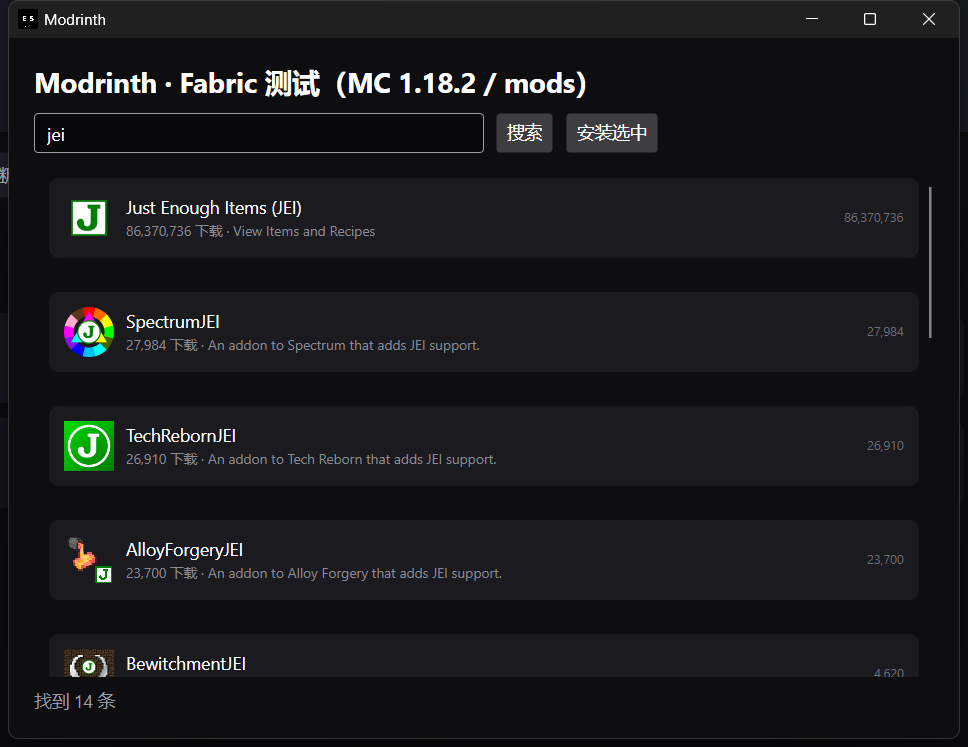 ES
Modrinth
Modrinth · Fabric 测试（MC 1.18.2 / mods）
jei
搜索
安装选中
J
Just Enough Items (JEI)
86,370,736 下载 · View Items and Recipes
86,370,736
J
SpectrumJEI
27,984 下载 · An addon to Spectrum that adds JEI support.
27,984
J
TechRebornJEI
26,910 下载 · An addon to Tech Reborn that adds JEI support.
26,910
J
AlloyForgeryJEI
23,700 下载 · An addon to Alloy Forgery that adds JEI support.
23,700
J
BewitchmentJEI
4,620
找到 14 条